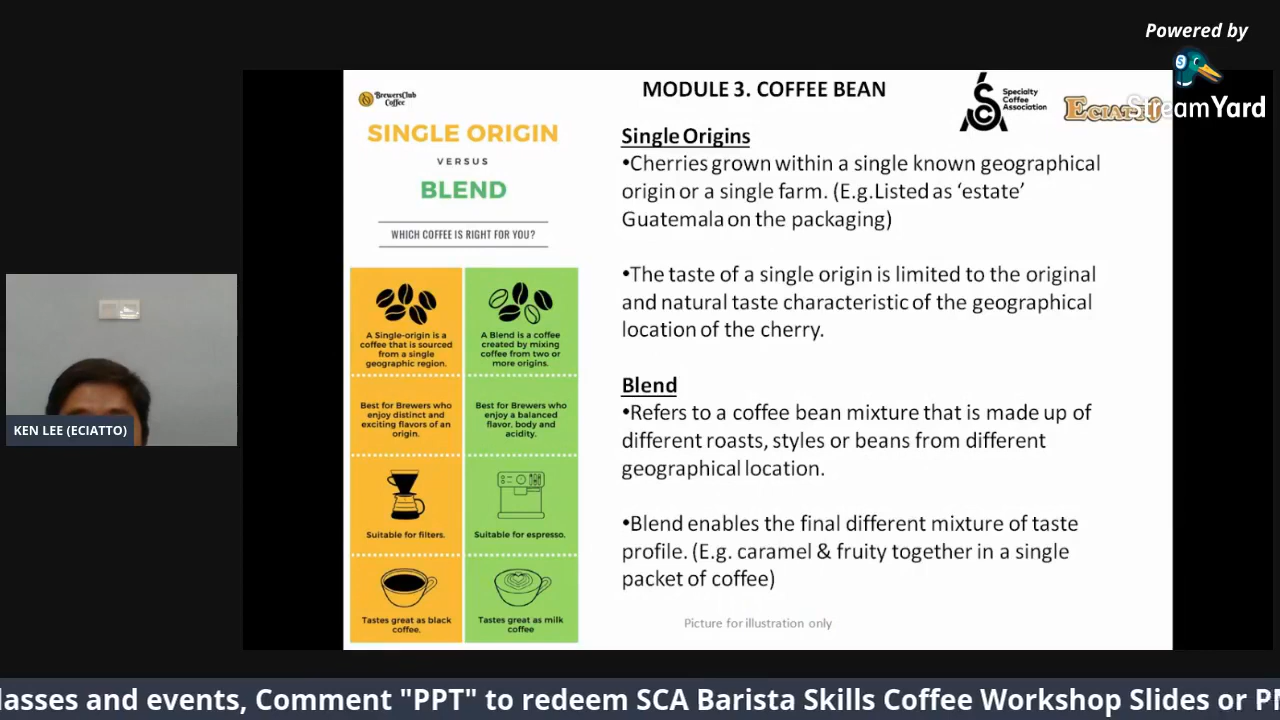 Powered by
StreamYard
BrewersClub
Coffee
MODULE 3. COFFEE BEAN
Specialty
Coffee
Association
SINGLE ORIGIN
VERSUS
BLEND
WHICH COFFEE IS RIGHT FOR YOU?
A Single-origin is a
coffee that is sourced
from a single
geographic region.
A Blend is a coffee
created by mixing
coffee from two or
more origins.
Best for Brewers who
enjoy distinct and
exciting flavors of an
origin.
Best for Brewers who
enjoy a balanced
flavor, body and
acidity.
Suitable for filters.
Suitable for espresso.
Tastes great as black
coffee.
Tastes great as milk
coffee
Single Origins
•Cherries grown within a single known geographical
origin or a single farm. (E.g.Listed as ‘estate’
Guatemala on the packaging)
•The taste of a single origin is limited to the original
and natural taste characteristic of the geographical
location of the cherry.
Blend
•Refers to a coffee bean mixture that is made up of
different roasts, styles or beans from different
geographical location.
•Blend enables the final different mixture of taste
profile. (E.g. caramel & fruity together in a single
packet of coffee)
Picture for illustration only
KEN LEE (ECIATTO)
lasses and events, Comment "PPT" to redeem SCA Barista Skills Coffee Workshop Slides or P